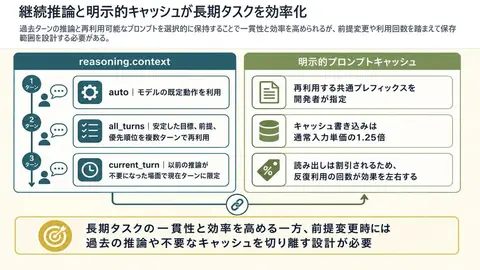 継続推論と明示的キャッシュが長期タスクを効率化
過去ターンの推論と再利用可能なプロンプトを選択的に保持することで一貫性と効率を高められるが、前提変更や利用回数を踏まえて保存
範囲を設計する必要がある。
reasoning.context
1
ターン
auto｜モデルの既定動作を利用
2
ターン
all_turns｜安定した目標、前提、
優先順位を複数ターンで再利用
3
ターン
current_turn｜以前の推論が
不要になった場面で現在ターンに限定
明示的プロンプトキャッシュ
再利用する共通プレフィックスを
開発者が指定
キャッシュ書き込みは
通常入力単価の1.25倍
読み出しは割引されるため、
反復利用の回数が効果を左右する
長期タスクの一貫性と効率を高める一方、前提変更時には
過去の推論や不要なキャッシュを切り離す設計が必要